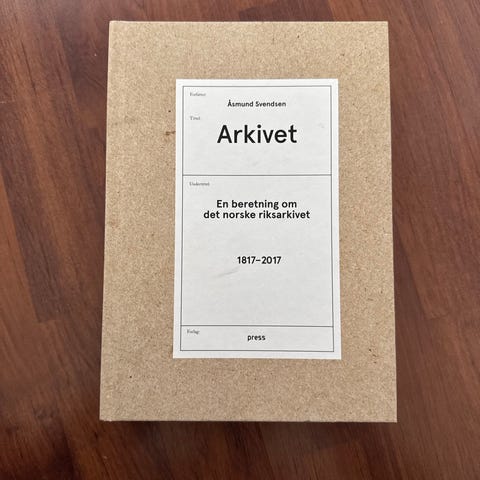 Forfatter:
Åsmund Svendsen
Tittel:
Arkivet
Undertittel:
En beretning om
det norske riksarkivet
1817–2017
Forlag:
press